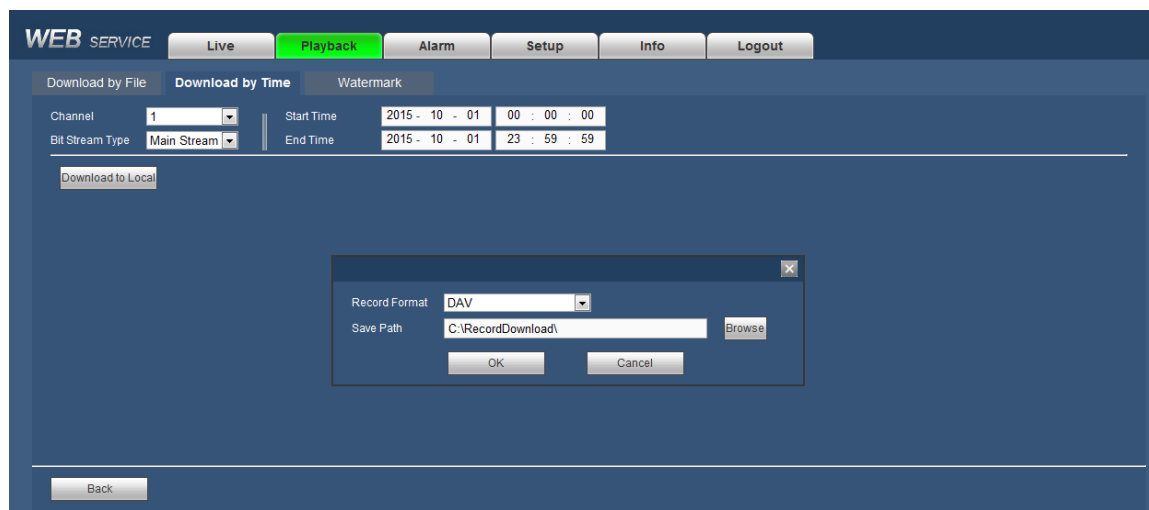 WEB SERVICE Live Playback Alarm Setup Info Logout
Download by File Download by Time Watermark
Channel 1 Start Time 2015 - 10 - 01 00 : 00 : 00
Bit Stream Type Main Stream End Time 2015 - 10 - 01 23 : 59 : 59
Download to Local
Record Format DAV
Save Path C:\RecordDownload\ Browse
OK Cancel
Back